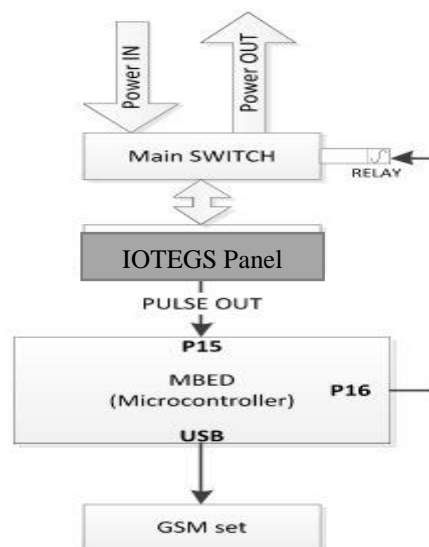 Power IN
Power OUT
Main SWITCH
RELAY
IOTEGS Panel
PULSE OUT
P15
MBED
(Microcontroller)
P16
USB
GSM set